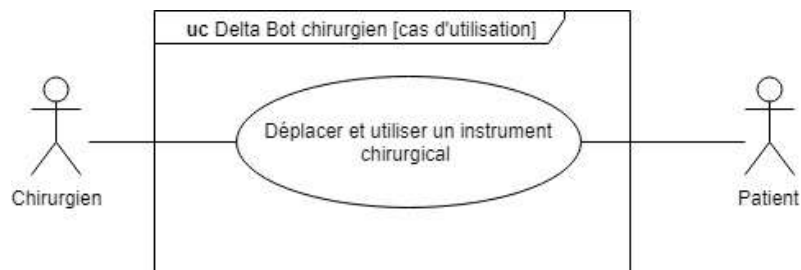 uc Delta Bot chirurgien [cas d'utilisation]
Déplacer et utiliser un instrument
chirurgical
Chirurgien
Patient